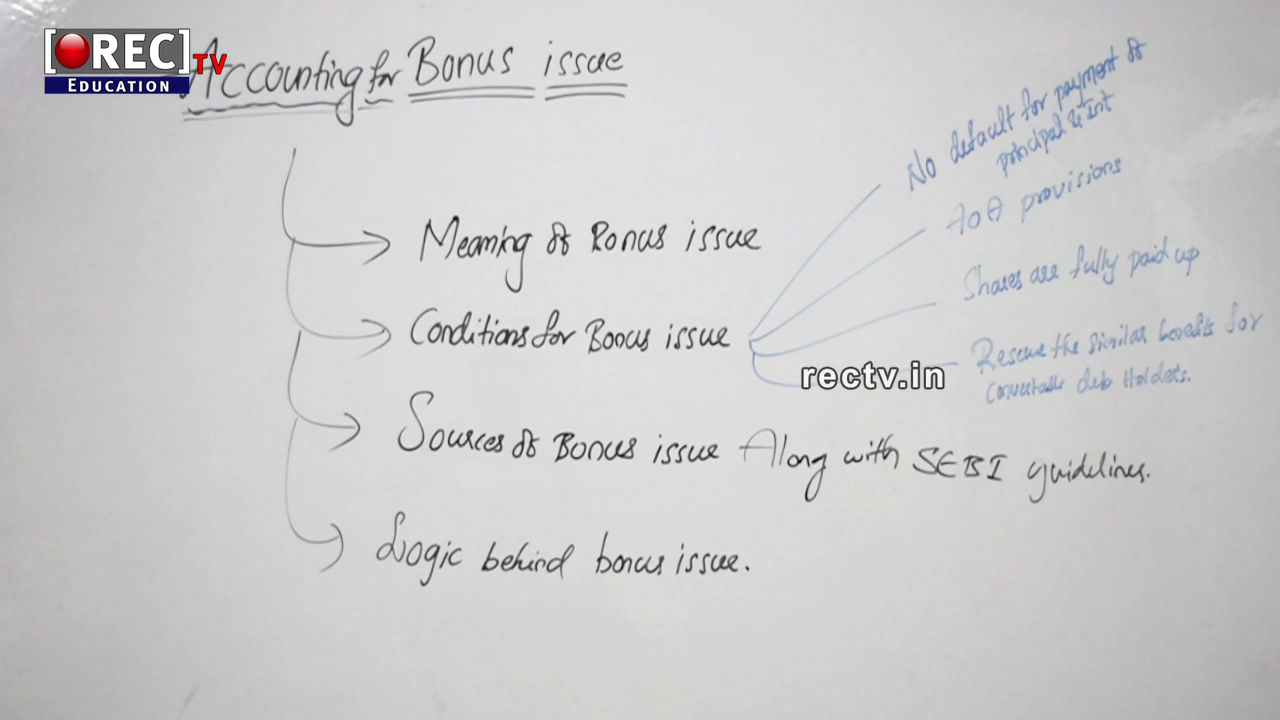 [REC]TV
EDUCATION
Accounting for Bonus issue
Meaning of Bonus issue
Conditions for Bonus issue
No default for payment of
principal & Int
AOA provisions
Shares are fully paid up
Reserve the similar benefits for
convertable deb Holders.
rectv.in
Sources of Bonus issue Along with SEBI guidelines.
Logic behind bonus issue.